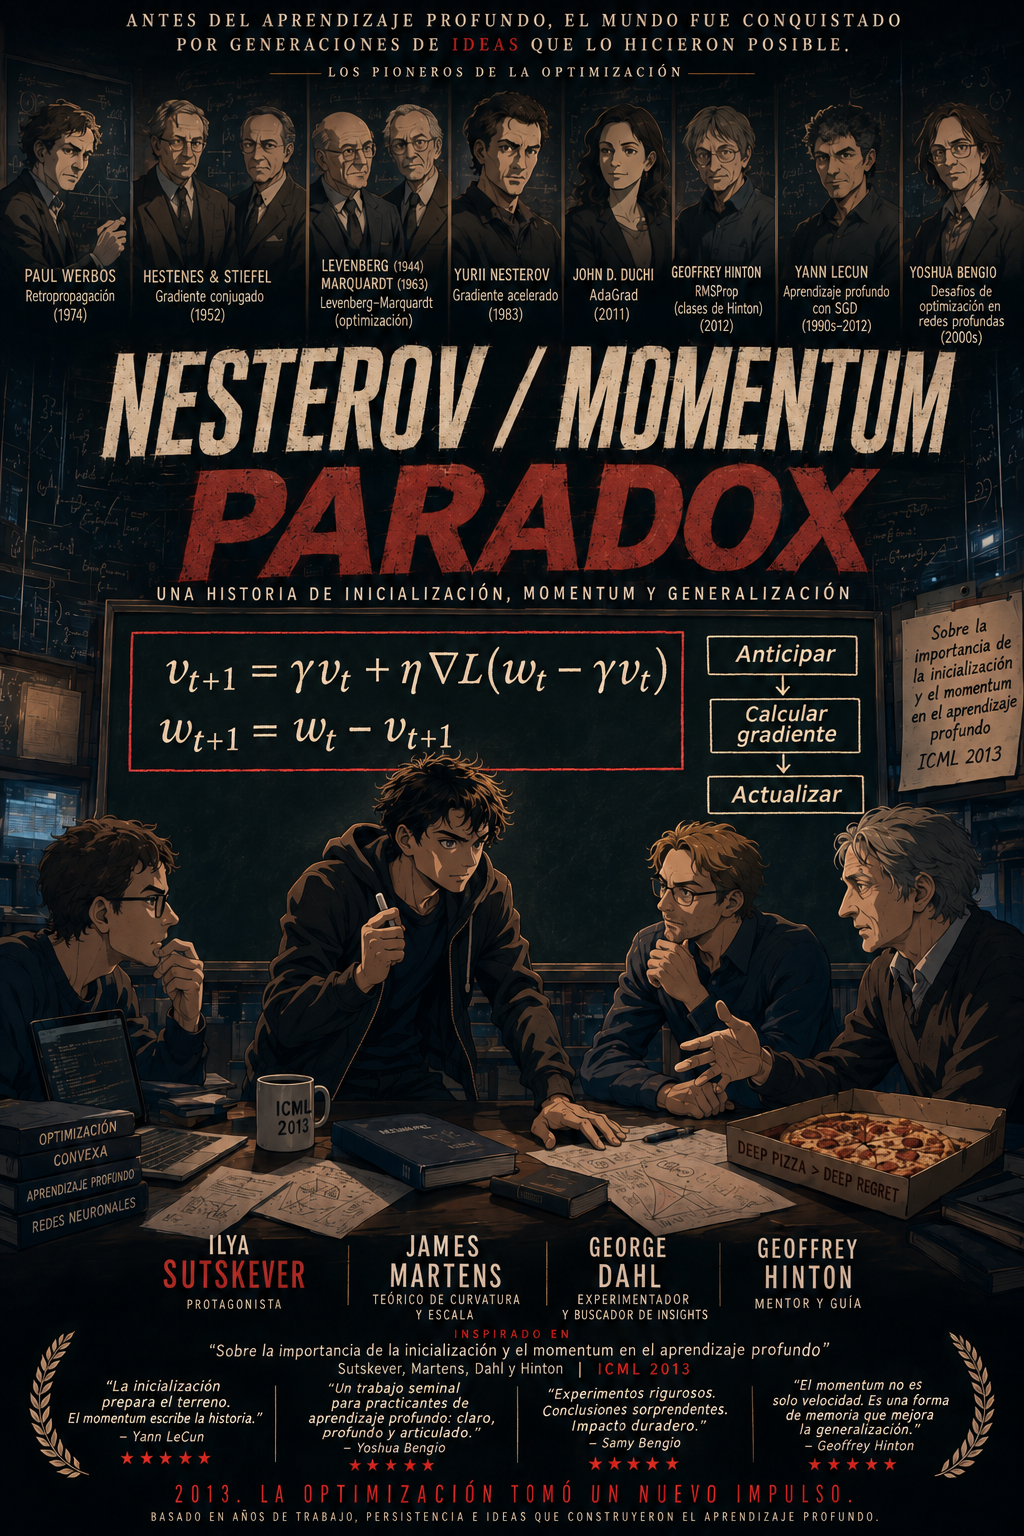 ANTES DEL APRENDIZAJE PROFUNDO, EL MUNDO FUE CONQUISTADO
POR GENERACIONES DE IDEAS QUE LO HICIERON POSIBLE.
LOS PIONEROS DE LA OPTIMIZACIÓN
PAUL WERBOS
Retropropagación
(1974)
HESTENES & STIEFEL
Gradiente conjugado
(1952)
LEVENBERG (1944)
MARQUARDT (1963)
Levenberg–Marquardt
(optimización)
YURII NESTEROV
Gradiente acelerado
(1983)
JOHN D. DUCHI
AdaGrad
(2011)
GEOFFREY HINTON
RMSProp
(clases de Hinton)
(2012)
YANN LECUN
Aprendizaje profundo
con SGD
(1990s–2012)
YOSHUA BENGIO
Desafíos de
optimización en
redes profundas
(2000s)
NESTEROV / MOMENTUM
PARADOX
UNA HISTORIA DE INICIALIZACIÓN, MOMENTUM Y GENERALIZACIÓN
v_{t+1} = γv_t + η∇L(w_t − γv_t)
w_{t+1} = w_t − v_{t+1}
Anticipar
Calcular
gradiente
Actualizar
Sobre la
importancia de
la inicialización
y el momentum
en el aprendizaje
profundo
ICML 2013
ICML
2013
OPTIMIZACIÓN
CONVEXA
APRENDIZAJE PROFUNDO
REDES NEURONALES
DEEP PIZZA > DEEP REGRET
ILYA
SUTSKEVER
PROTAGONISTA
JAMES
MARTENS
TEÓRICO DE CURVATURA
Y ESCALA
GEORGE
DAHL
EXPERIMENTADOR
Y BUSCADOR DE INSIGHTS
GEOFFREY
HINTON
MENTOR Y GUÍA
INSPIRADO EN
“Sobre la importancia de la inicialización y el momentum en el aprendizaje profundo”
Sutskever, Martens, Dahl y Hinton | ICML 2013
“La inicialización
prepara el terreno.
El momentum escribe la historia.”
– Yann LeCun
★★★★★
“Un trabajo seminal
para practicantes de
aprendizaje profundo: claro,
profundo y articulado.”
– Yoshua Bengio
★★★★★
“Experimentos rigurosos.
Conclusiones sorprendentes.
Impacto duradero.”
– Samy Bengio
★★★★★
“El momentum no es
solo velocidad. Es una forma
de memoria que mejora
la generalización.”
– Geoffrey Hinton
★★★★★
2013. LA OPTIMIZACIÓN TOMÓ UN NUEVO IMPULSO.
BASADO EN AÑOS DE TRABAJO, PERSISTENCIA E IDEAS QUE CONSTRUYERON EL APRENDIZAJE PROFUNDO.